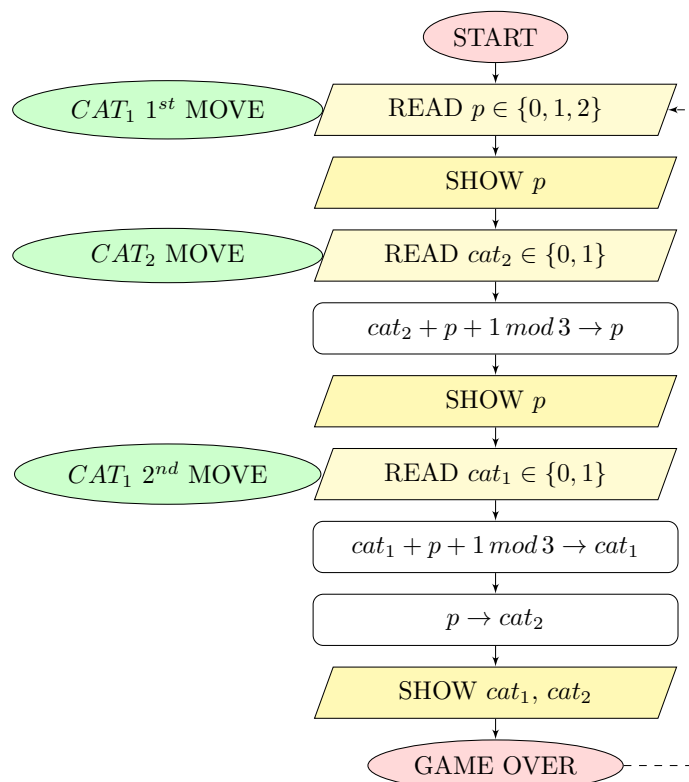 START
CAT₁ 1ˢᵗ MOVE
READ p ∈ {0, 1, 2}
SHOW p
CAT₂ MOVE
READ cat₂ ∈ {0, 1}
cat₂ + p + 1 mod 3 → p
SHOW p
CAT₁ 2ⁿᵈ MOVE
READ cat₁ ∈ {0, 1}
cat₁ + p + 1 mod 3 → cat₁
p → cat₂
SHOW cat₁, cat₂
GAME OVER